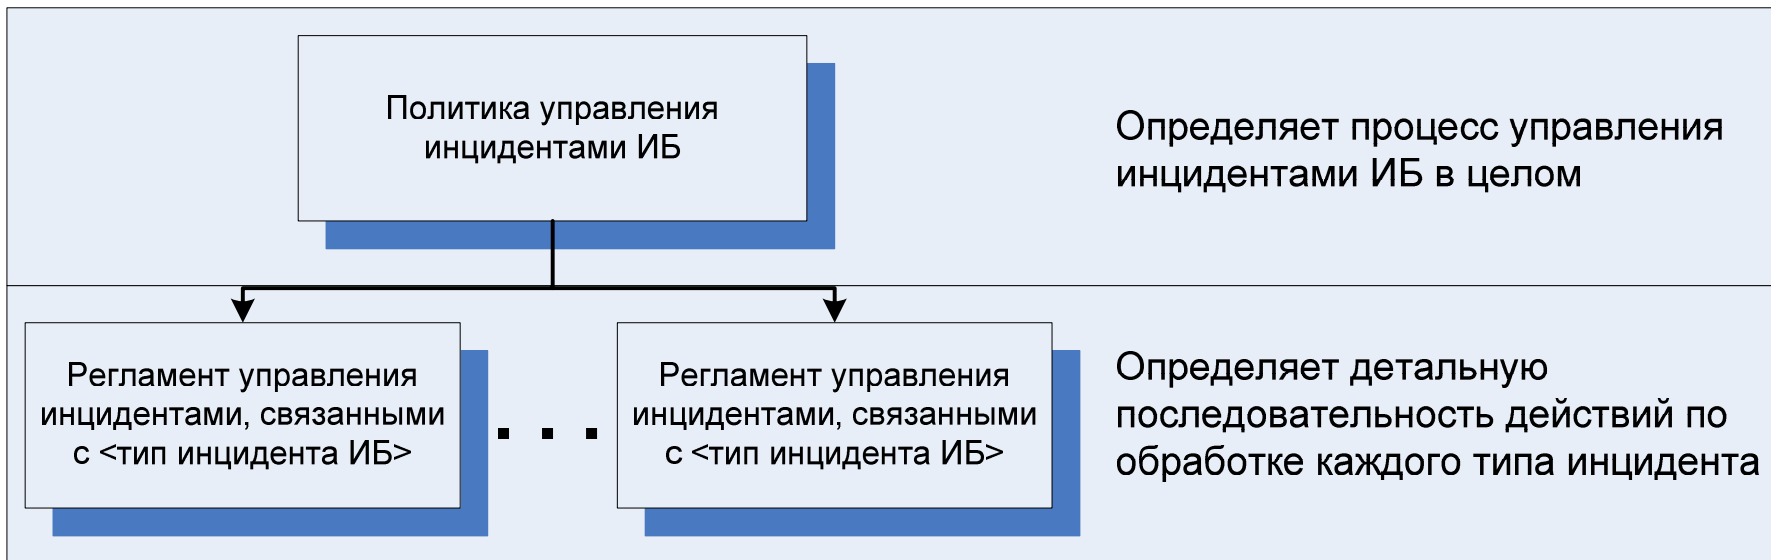 Политика управления
инцидентами ИБ
Определяет процесс управления
инцидентами ИБ в целом
Регламент управления
инцидентами, связанными
с <тип инцидента ИБ>
. . .
Регламент управления
инцидентами, связанными
с <тип инцидента ИБ>
Определяет детальную
последовательность действий по
обработке каждого типа инцидента